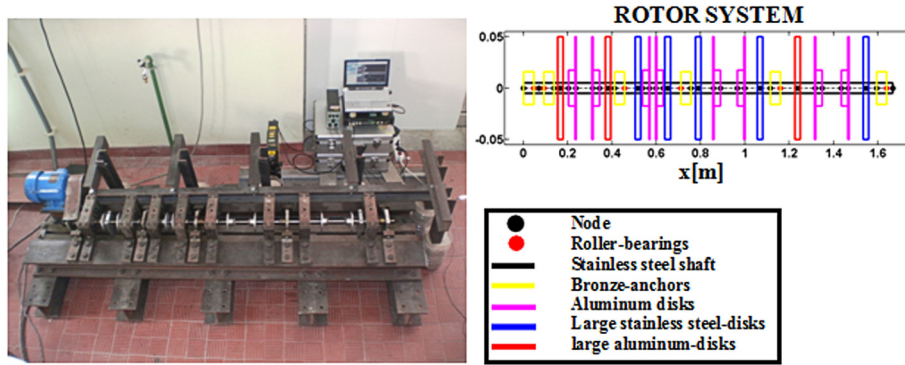 ROTOR SYSTEM
0.05
0
-0.05
0 0.2 0.4 0.6 0.8 1 1.2 1.4 1.6
x[m]
Node
Roller-bearings
Stainless steel shaft
Bronze-anchors
Aluminum disks
Large stainless steel-disks
large aluminum-disks